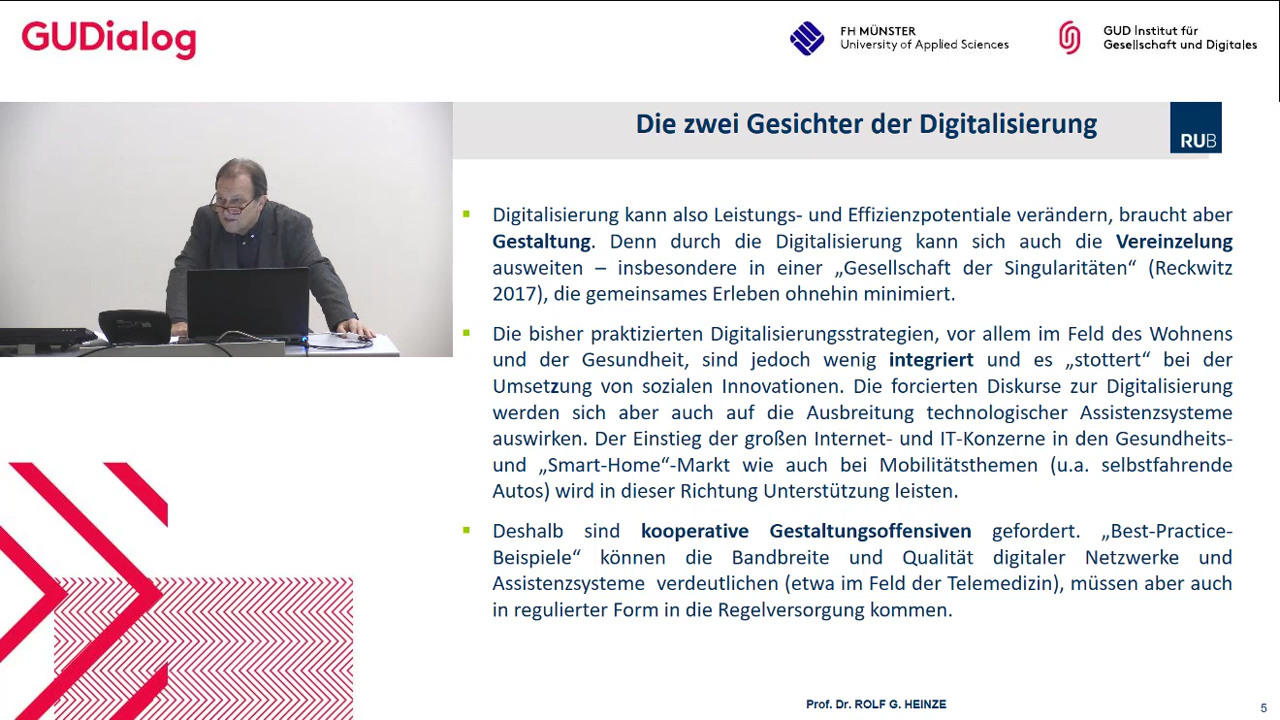 GUDialog
FH MÜNSTER
University of Applied Sciences
GUD Institut für
Gesellschaft und Digitales
Die zwei Gesichter der Digitalisierung
RUB
Digitalisierung kann also Leistungs- und Effizienzpotentiale verändern, braucht aber
Gestaltung. Denn durch die Digitalisierung kann sich auch die Vereinzelung
ausweiten – insbesondere in einer „Gesellschaft der Singularitäten“ (Reckwitz
2017), die gemeinsames Erleben ohnehin minimiert.
Die bisher praktizierten Digitalisierungsstrategien, vor allem im Feld des Wohnens
und der Gesundheit, sind jedoch wenig integriert und es „stottert“ bei der
Umsetzung von sozialen Innovationen. Die forcierten Diskurse zur Digitalisierung
werden sich aber auch auf die Ausbreitung technologischer Assistenzsysteme
auswirken. Der Einstieg der großen Internet- und IT-Konzerne in den Gesundheits-
und „Smart-Home“-Markt wie auch bei Mobilitätsthemen (u.a. selbstfahrende
Autos) wird in dieser Richtung Unterstützung leisten.
Deshalb sind kooperative Gestaltungsoffensiven gefordert. „Best-Practice-
Beispiele“ können die Bandbreite und Qualität digitaler Netzwerke und
Assistenzsysteme verdeutlichen (etwa im Feld der Telemedizin), müssen aber auch
in regulierter Form in die Regelversorgung kommen.
Prof. Dr. ROLF G. HEINZE
5